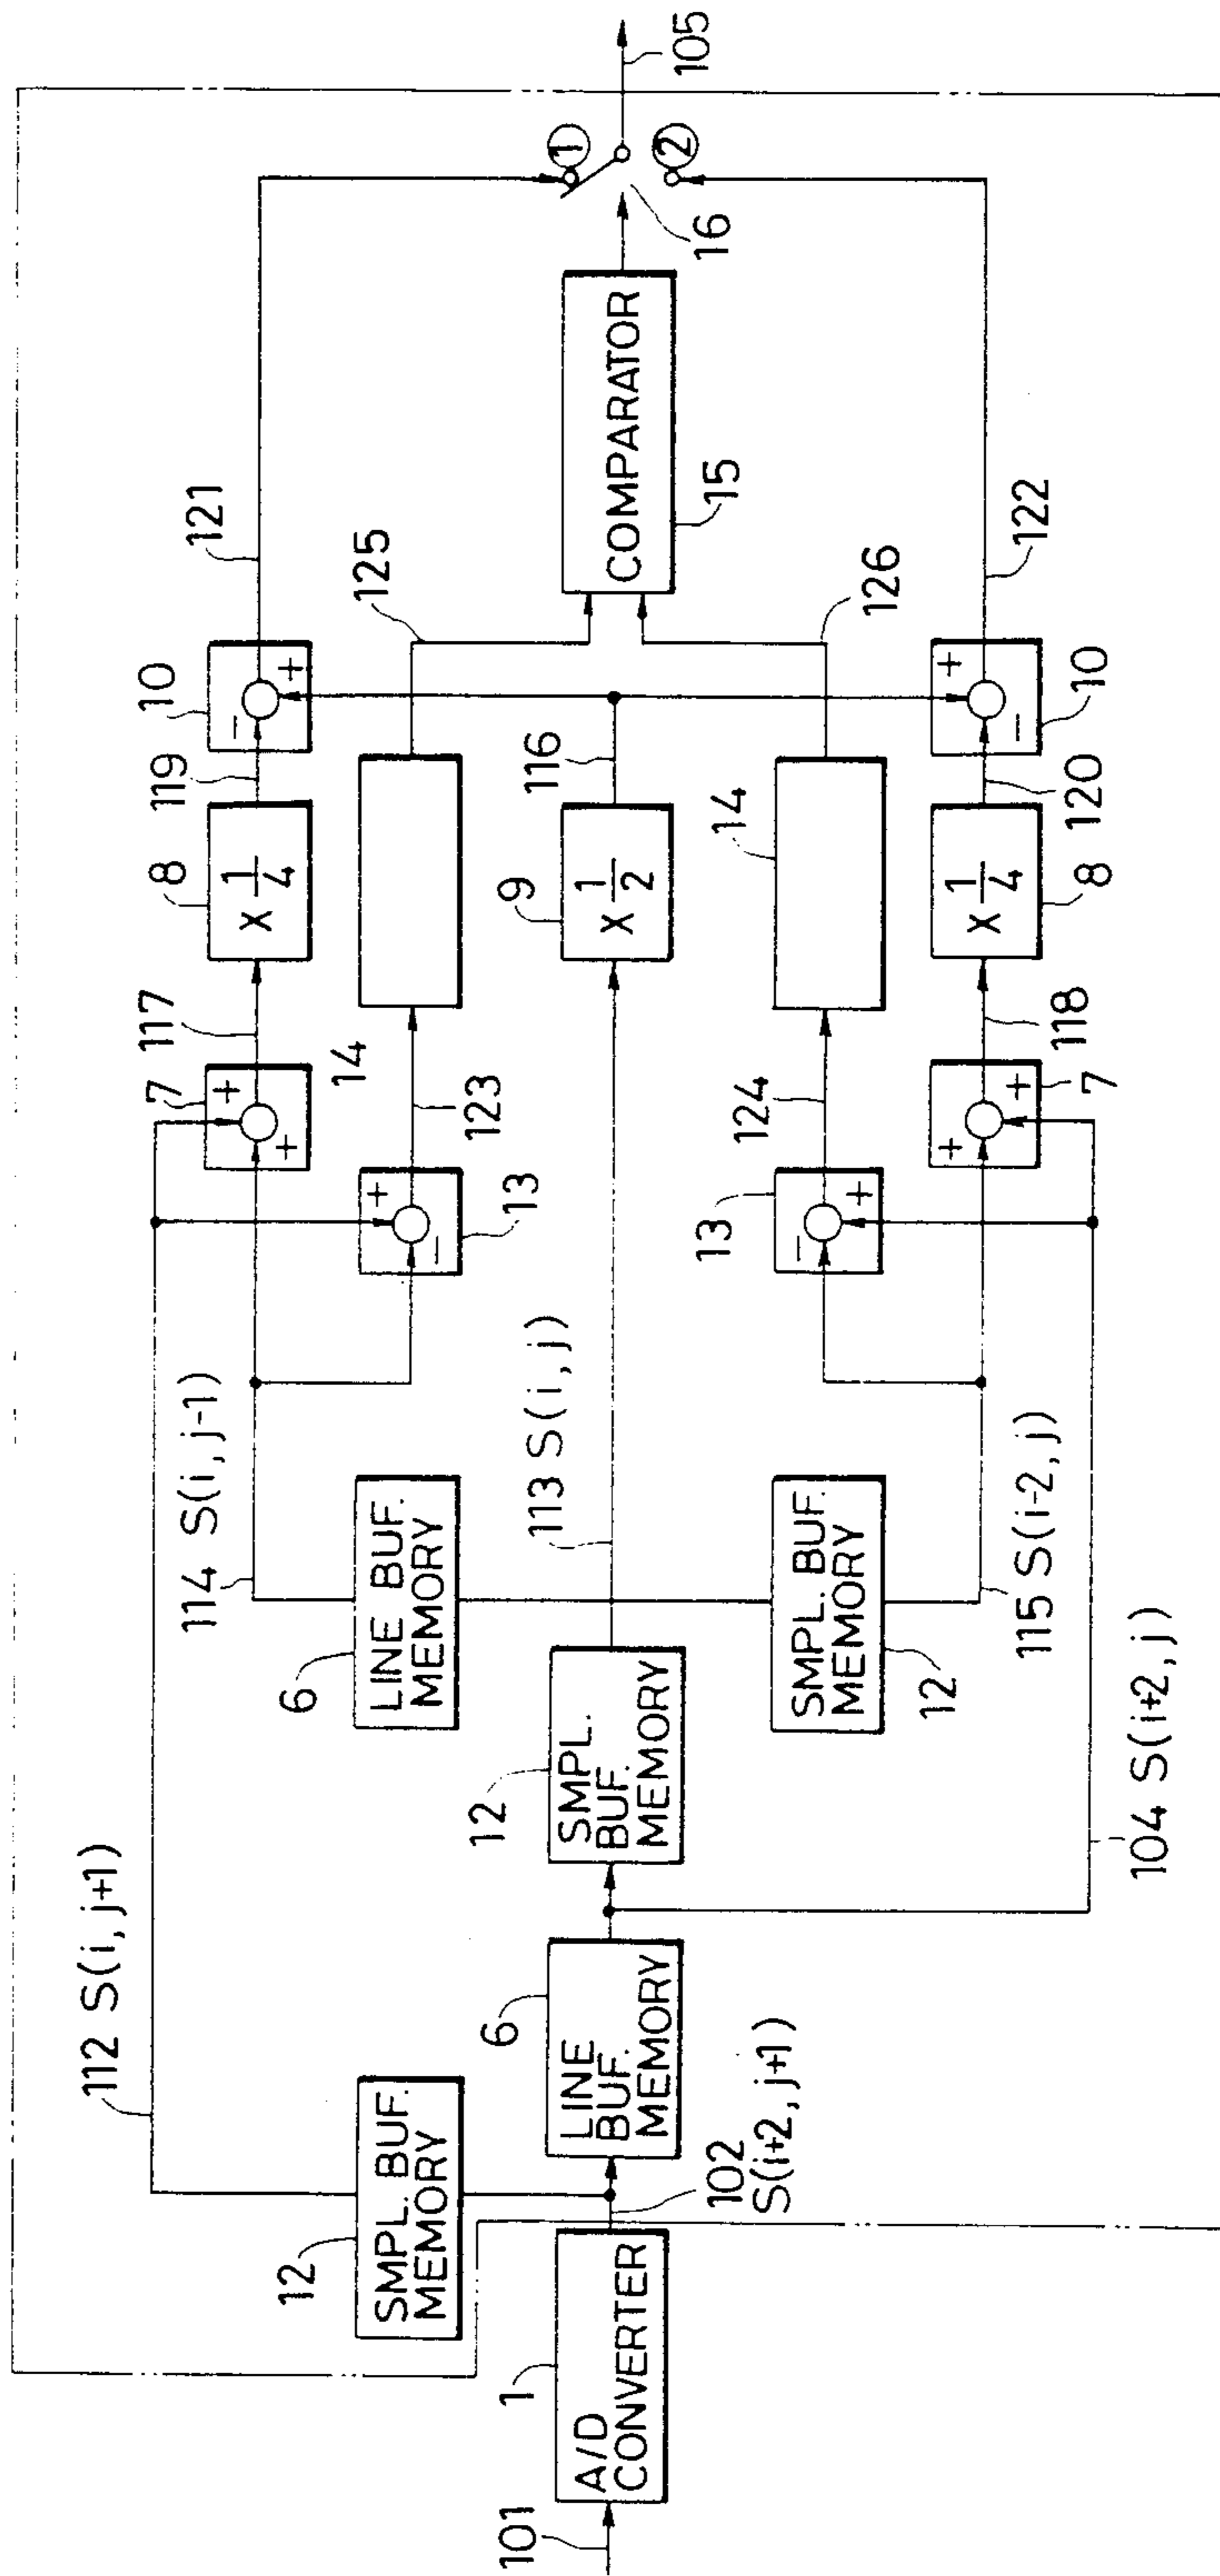 101
1
A/D
CONVERTER
102
S(i+2, j+1)
12
SMPL. BUF.
MEMORY
112 S(i, j+1)
6
LINE
BUF.
MEMORY
104 S(i+2, j)
12
SMPL.
BUF.
MEMORY
6
LINE BUF.
MEMORY
12
SMPL. BUF.
MEMORY
114 S(i, j-1)
113 S(i, j)
115 S(i-2, j)
7
+
+
13
+
−
13
−
+
7
+
+
117
123
124
118
8
× 1/4
14
9
× 1/2
14
8
× 1/4
119
116
120
10
−
+
10
+
−
121
125
126
122
COMPARATOR
15
16
①
②
105